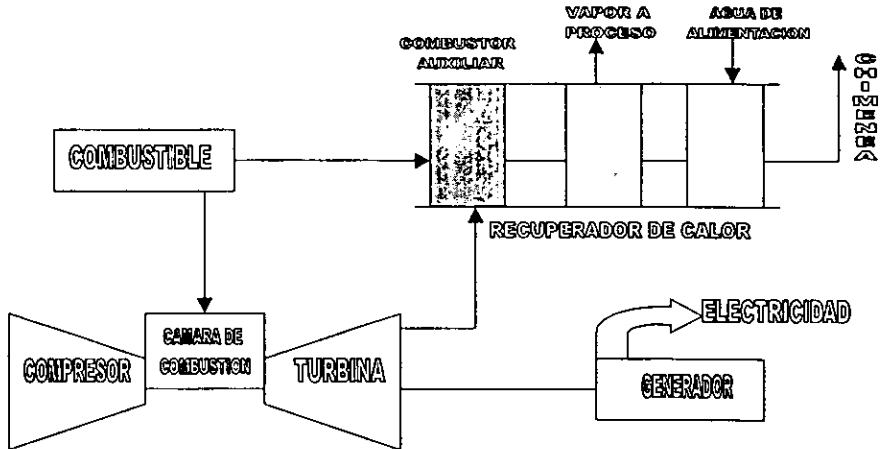 VAPOR A
PROCESO
AGUA DE
ALIMENTACION
COMBUSTOR
AUXILIAR
CHIMENEA
COMBUSTIBLE
RECUPERADOR DE CALOR
ELECTRICIDAD
CAMARA DE
COMBUSTION
COMPRESOR
TURBINA
GENERADOR